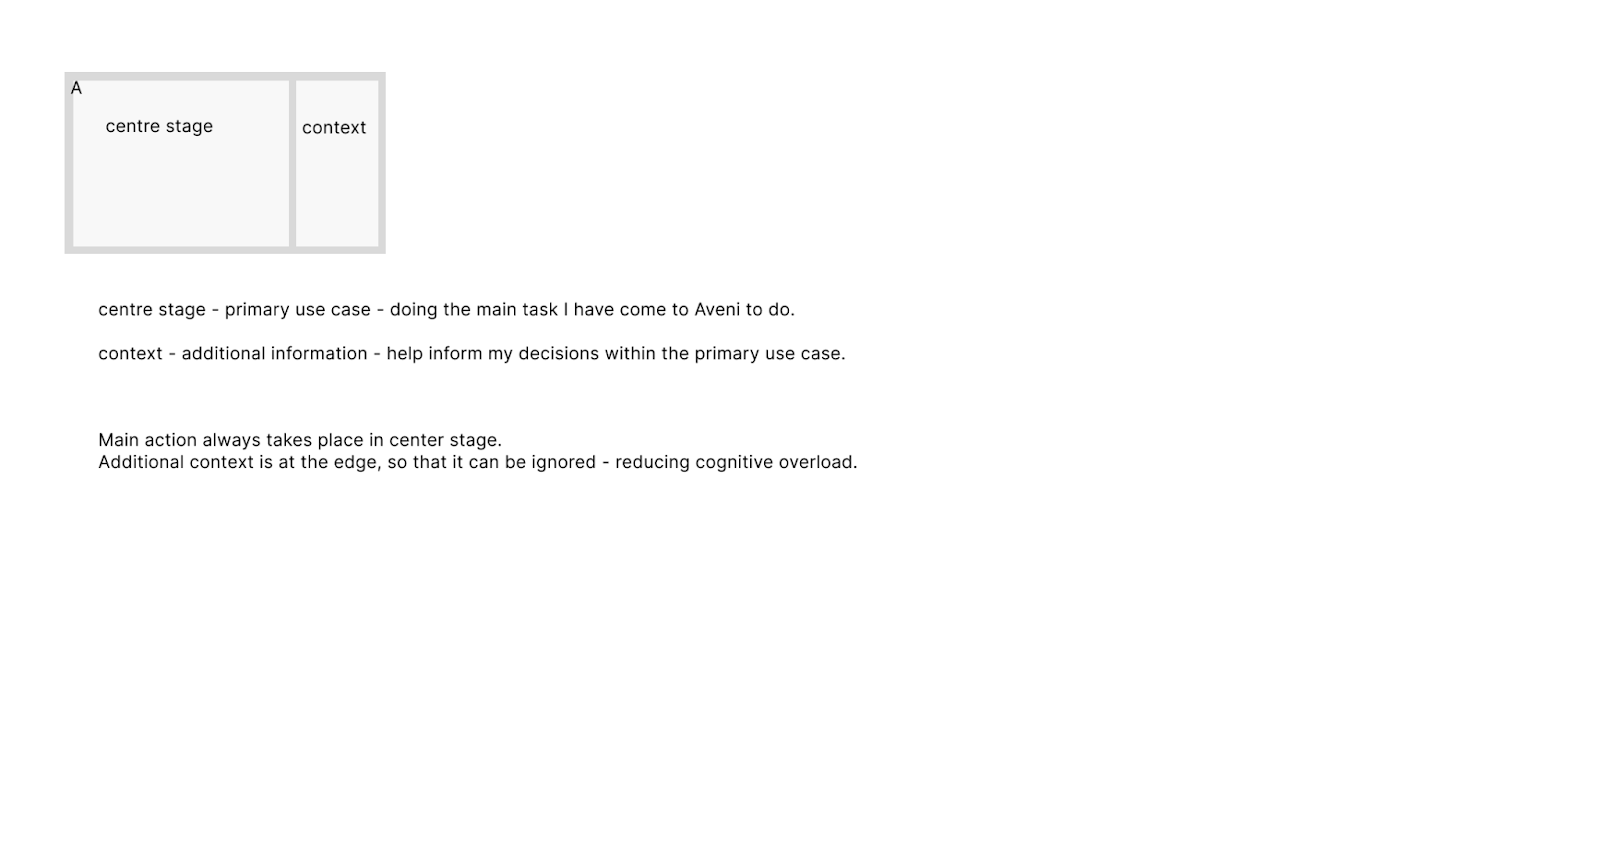 A
centre stage
context
centre stage - primary use case - doing the main task I have come to Aveni to do.
context - additional information - help inform my decisions within the primary use case.
Main action always takes place in center stage.
Additional context is at the edge, so that it can be ignored - reducing cognitive overload.